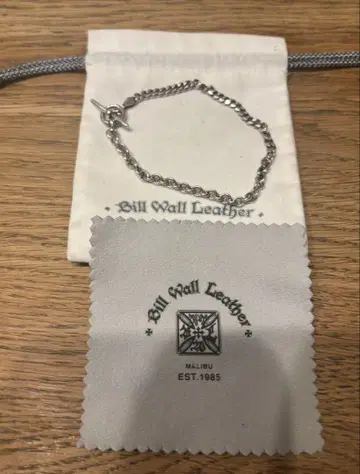 · Bill Wall Leather ·
Bill Wall Leather
MALIBU
EST.1985